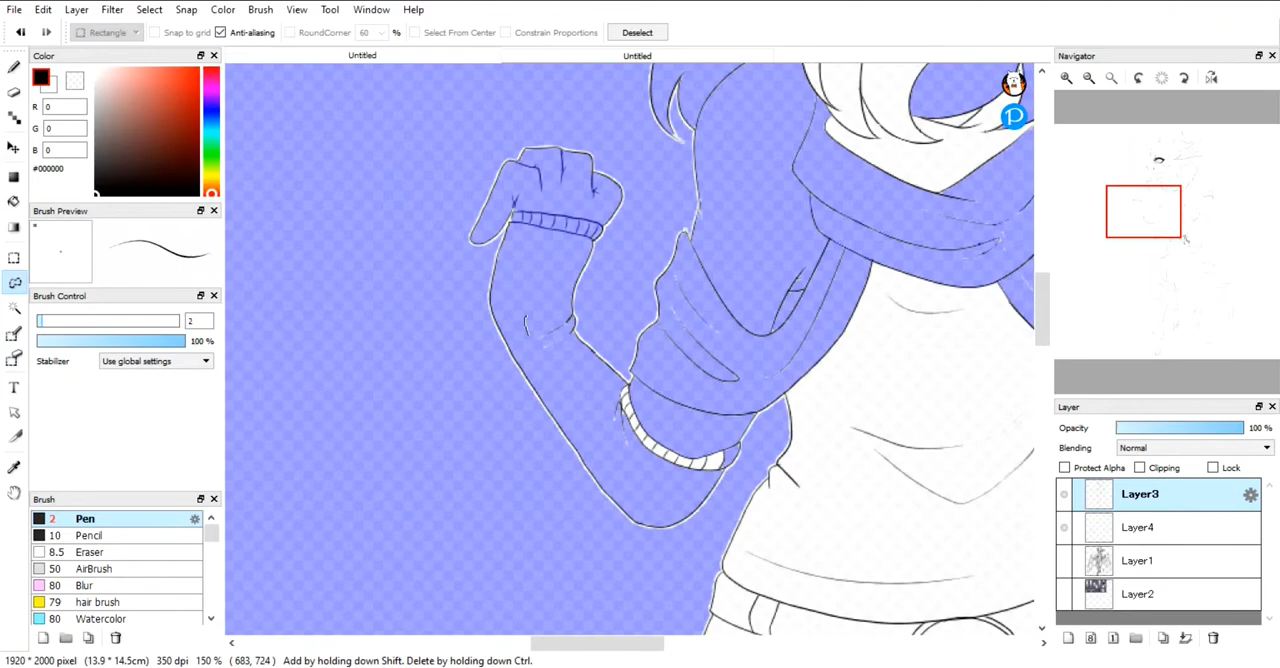 File Edit Layer Filter Select Snap Color Brush View Tool Window Help
Rectangle Snap to grid Anti-aliasing RoundCorner 60 % Select From Center Constrain Proportions Deselect
Color Untitled Untitled Navigator
R 0
G 0
B 0
#000000
Brush Preview
Brush Control
2
100 %
Stabilizer Use global settings
Brush
2 Pen
10 Pencil
8.5 Eraser
50 AirBrush
80 Blur
79 hair brush
80 Watercolor
Layer
Opacity 100 %
Blending Normal
Protect Alpha Clipping Lock
Layer3
Layer4
Layer1
Layer2
1920 * 2000 pixel (13.9 * 14.5cm) 350 dpi 150 % ( 683, 724 ) Add by holding down Shift. Delete by holding down Ctrl.